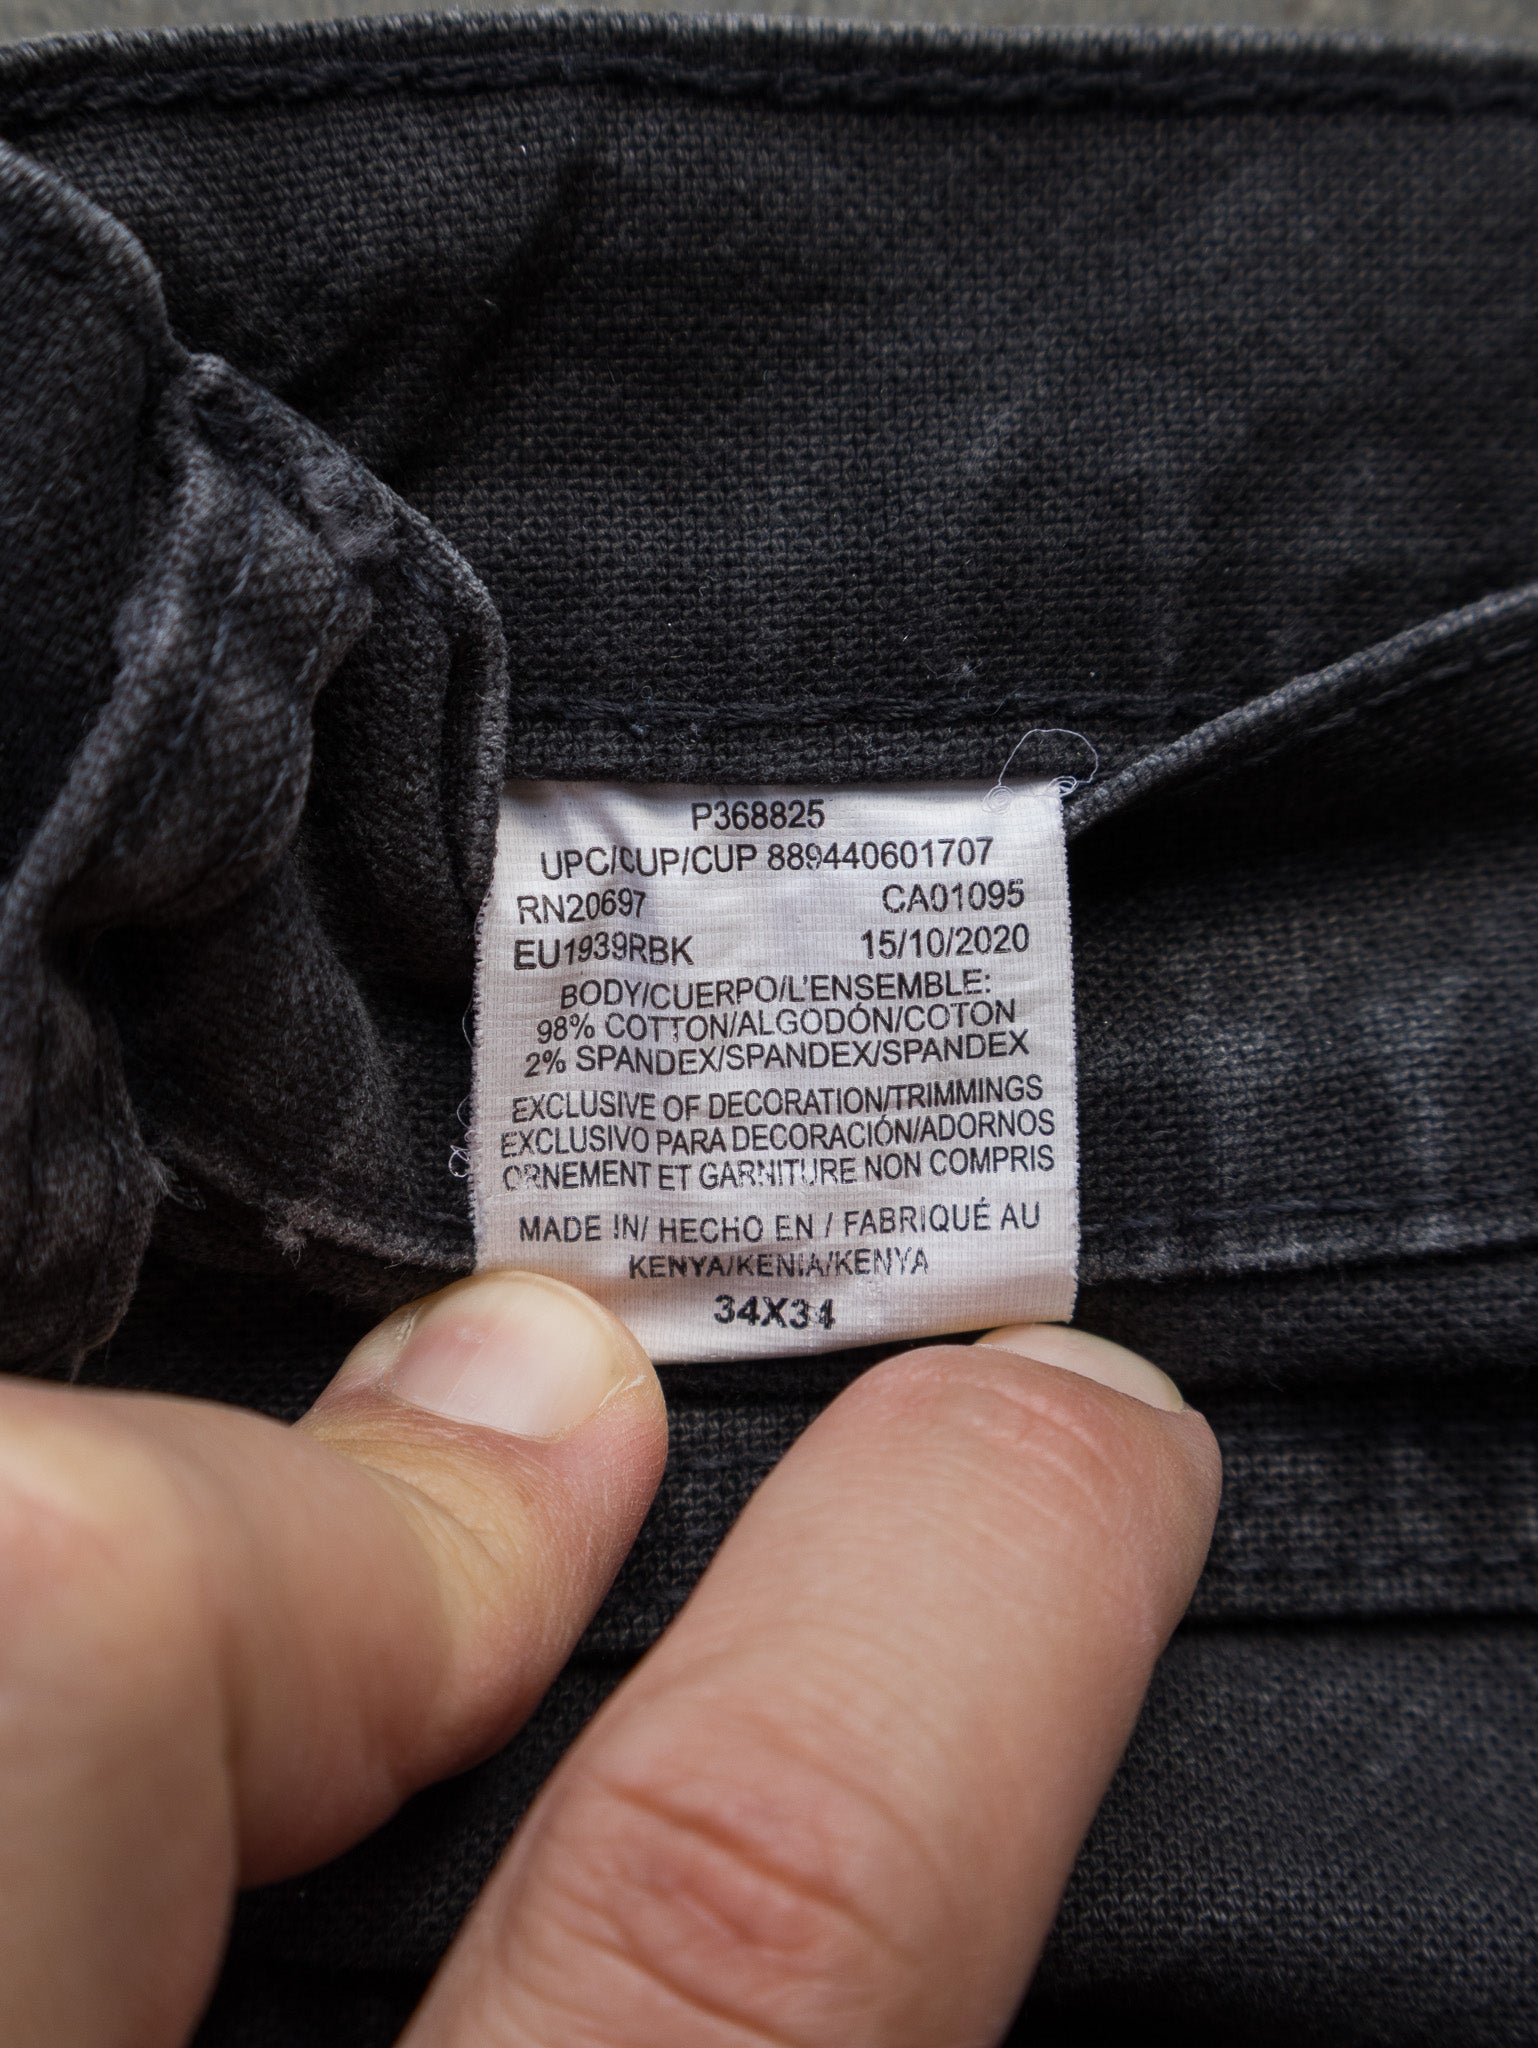 P368825
UPC/CUP/CUP 889440601707
RN20697 CA01095
EU1939RBK 15/10/2020
BODY/CUERPO/L'ENSEMBLE:
98% COTTON/ALGODÓN/COTON
2% SPANDEX/SPANDEX/SPANDEX
EXCLUSIVE OF DECORATION/TRIMMINGS
EXCLUSIVO PARA DECORACIÓN/ADORNOS
ORNEMENT ET GARNITURE NON COMPRIS
MADE IN/ HECHO EN / FABRIQUÉ AU
KENYA/KENIA/KENYA
34X34